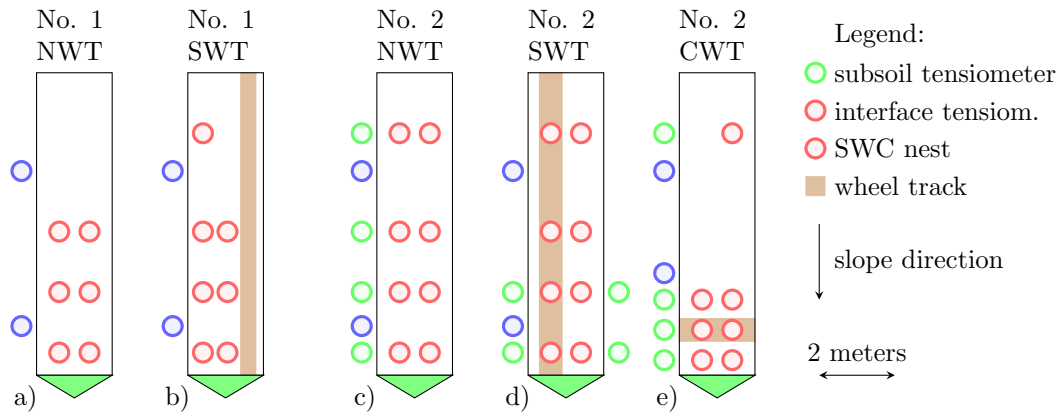 No. 1
NWT
No. 1
SWT
No. 2
NWT
No. 2
SWT
No. 2
CWT
Legend:
subsoil tensiometer
interface tensiom.
SWC nest
wheel track
slope direction
2 meters
a)
b)
c)
d)
e)